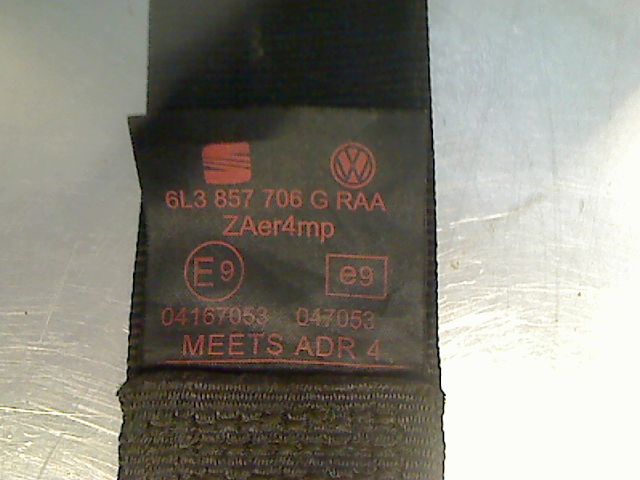 6L3 857 706 G RAA
ZAer4mp
E9 e9
04167053 047053
MEETS ADR 4